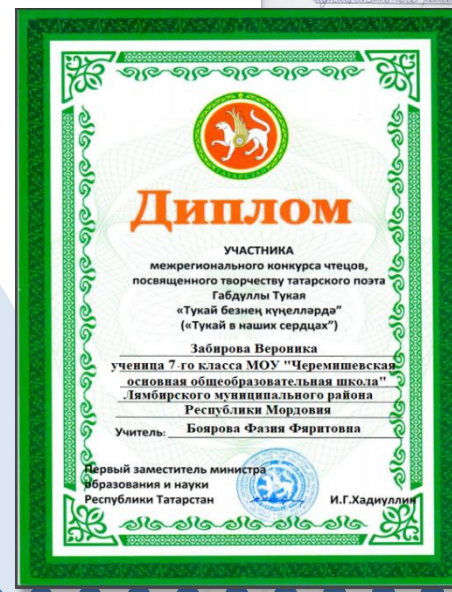 ТАТАРСТАН
Диплом
УЧАСТНИКА
межрегионального конкурса чтецов,
посвященного творчеству татарского поэта
Габдуллы Тукая
«Тукай безнең күңелләрдә"
(«Тукай в наших сердцах")
Забирова Вероника
ученица 7-го класса МОУ "Черемишевская
основная общеобразовательная школа"
Лямбирского муниципального района
Республики Мордовия
Учитель: Боярова Фазия Фяритовна
Первый заместитель министра
образования и науки
Республики Татарстан И.Г.Хадиуллин